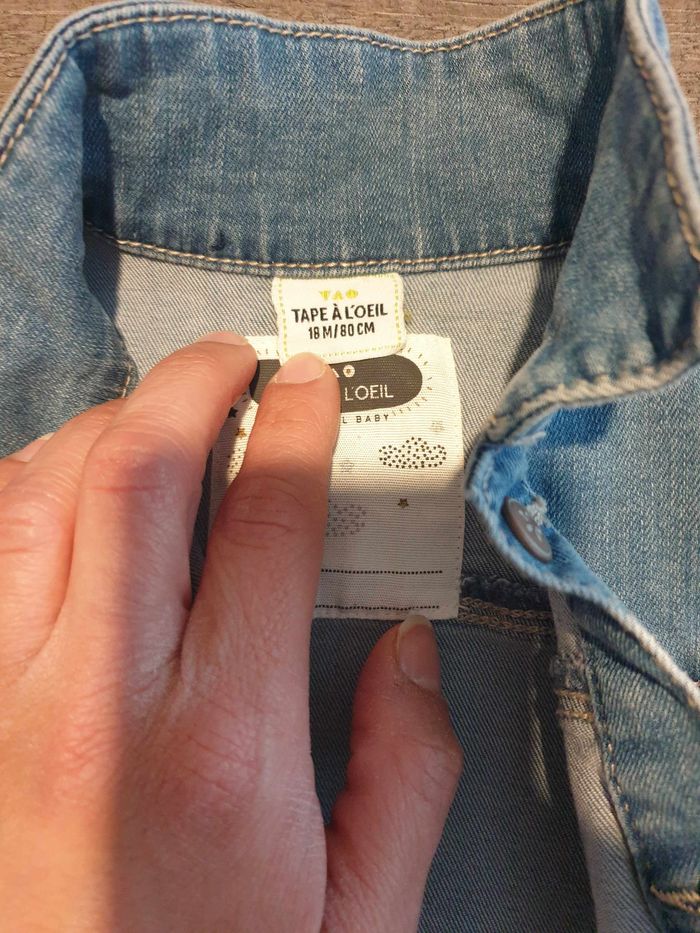 TAO
TAPE À L'OEIL
18 M/80 CM
L'OEIL
BABY